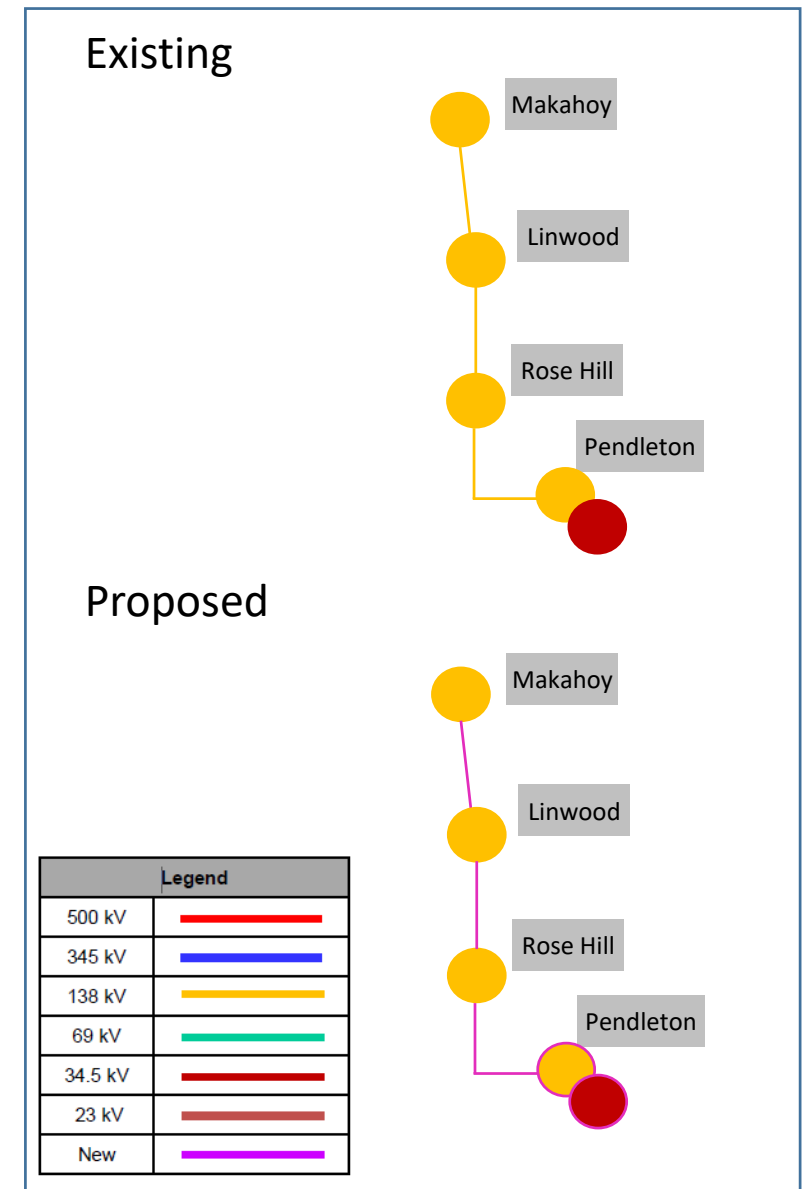 Existing
Makahoy
Linwood
Rose Hill
Pendleton
Proposed
Makahoy
Linwood
Rose Hill
Pendleton
Legend
500 kV
345 kV
138 kV
69 kV
34.5 kV
23 kV
New